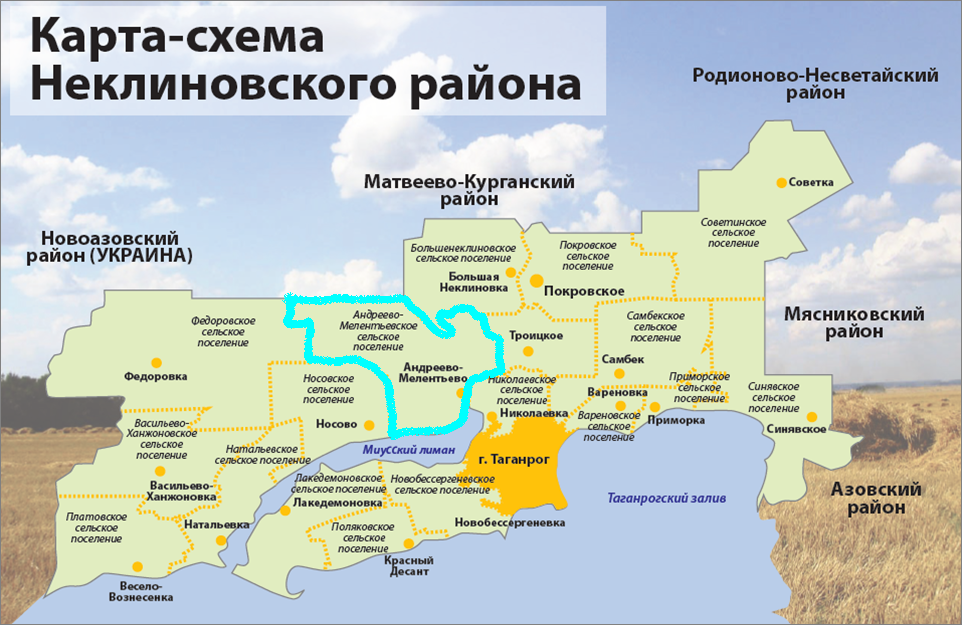 Карта-схема
Неклиновского района
Родионово-Несветайский
район
Матвеево-Курганский
район
Советка
Новоазовский
район (УКРАИНА)
Советинское
сельское
поселение
Большенеклиновское
сельское поселение
Покровское
сельское
поселение
Большая
Неклиновка
Покровское
Мясниковский
район
Федоровское
сельское
поселение
Андреево-
Мелентьевское
сельское
поселение
Самбекское
сельское
поселение
Троицкое
Федоровка
Андреево-
Мелентьево
Самбек
Носовское
сельское
поселение
Николаевское
сельское
поселение
Приморское
сельское
поселение
Синявское
сельское
поселение
Вареновка
Николаевка
Вареновское
сельское
поселение
Приморка
Синявское
Носово
Васильево-
Ханжоновское
сельское
поселение
Натальевское
сельское поселение
Миусский лиман
г. Таганрог
Васильево-
Ханжоновка
Лакедемоновское
сельское поселение
Новобессергеневское
сельское поселение
Таганрогский залив
Азовский
район
Лакедемоновка
Платовское
сельское
поселение
Натальевка
Поляковское
сельское
поселение
Новобессергеневка
Красный
Десант
Весело-
Вознесенка